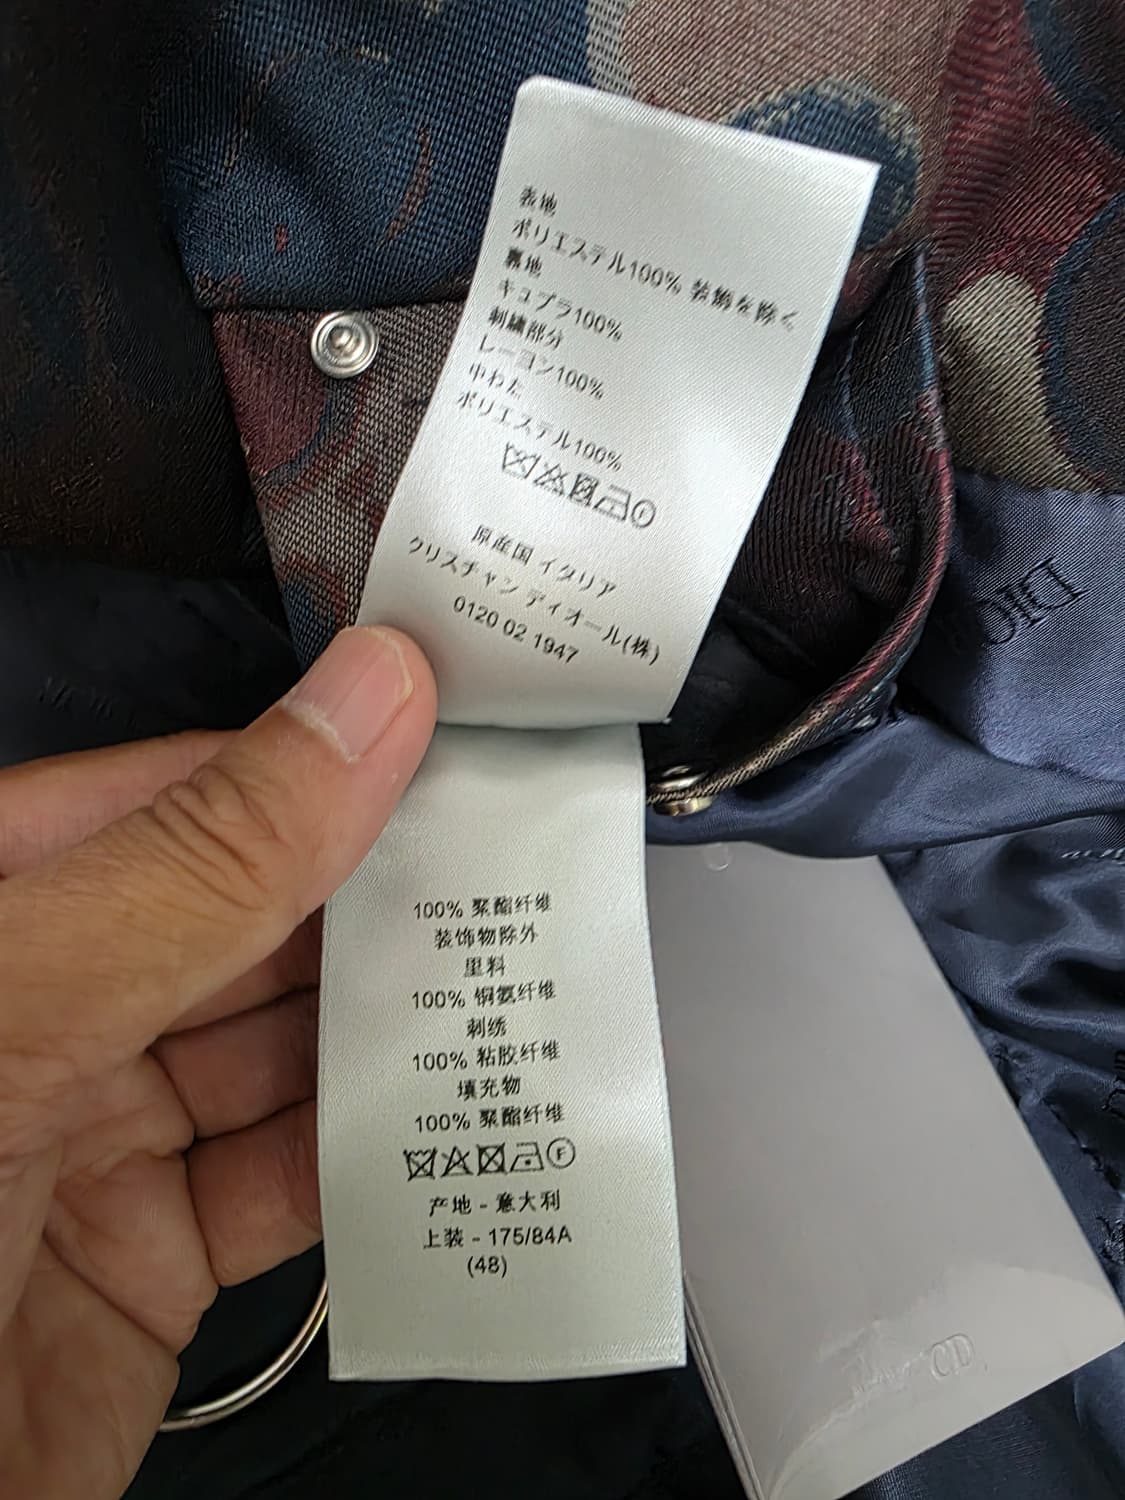 表地
ポリエステル100% 装飾を除く
裏地
キュプラ100%
刺繍部分
レーヨン100%
中わた
ポリエステル100%
原産国 イタリア
クリスチャン ディオール(株)
0120 02 1947
100% 聚酯纤维
装饰物除外
里料
100% 铜氨纤维
刺绣
100% 粘胶纤维
填充物
100% 聚酯纤维
F
产地 - 意大利
上装 - 175/84A
(48)
DIOR
CD